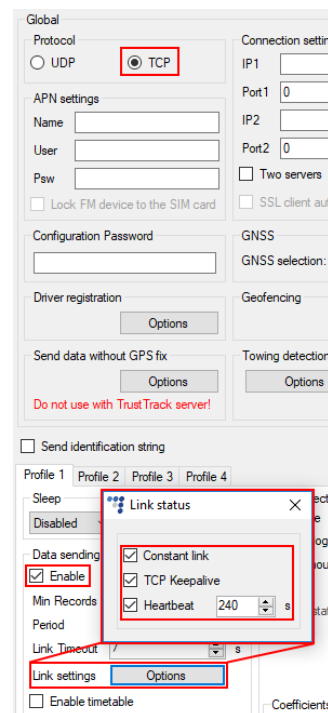 Global
Protocol
UDP
TCP
Connection settin
IP1
Port1 0
IP2
Port2 0
Two servers
SSL client aut
APN settings
Name
User
Psw
Lock FM device to the SIM card
Configuration Password
GNSS
GNSS selection:
Driver registration
Options
Geofencing
Send data without GPS fix
Options
Do not use with TrustTrack server!
Towing detection
Options
Send identification string
Profile 1 Profile 2 Profile 3 Profile 4
Sleep
Disabled
Link status
Constant link
TCP Keepalive
Heartbeat 240 s
Data sending
Enable
Min Records
Period
Link Timeout 7 s
Link settings Options
Enable timetable
Coefficients